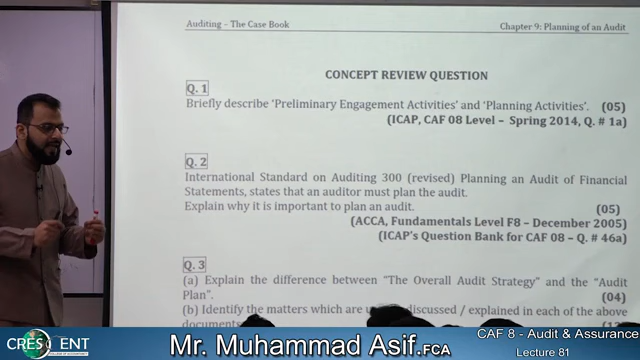 Auditing – The Case Book
Chapter 9: Planning of an Audit
CONCEPT REVIEW QUESTION
Q. 1
Briefly describe 'Preliminary Engagement Activities' and 'Planning Activities'. (05)
(ICAP, CAF 08 Level – Spring 2014, Q. # 1a)
Q. 2
International Standard on Auditing 300 (revised) Planning an Audit of Financial
Statements, states that an auditor must plan the audit.
Explain why it is important to plan an audit. (05)
(ACCA, Fundamentals Level F8 – December 2005)
(ICAP's Question Bank for CAF 08 – Q. # 46a)
Q. 3
(a) Explain the difference between "The Overall Audit Strategy" and the "Audit
Plan". (04)
(b) Identify the matters which are discussed / explained in each of the above
documents
CRESCENT
COLLEGE OF ACCOUNTANCY
Mr. Muhammad Asif.FCA
CAF 8 - Audit & Assurance
Lecture 81